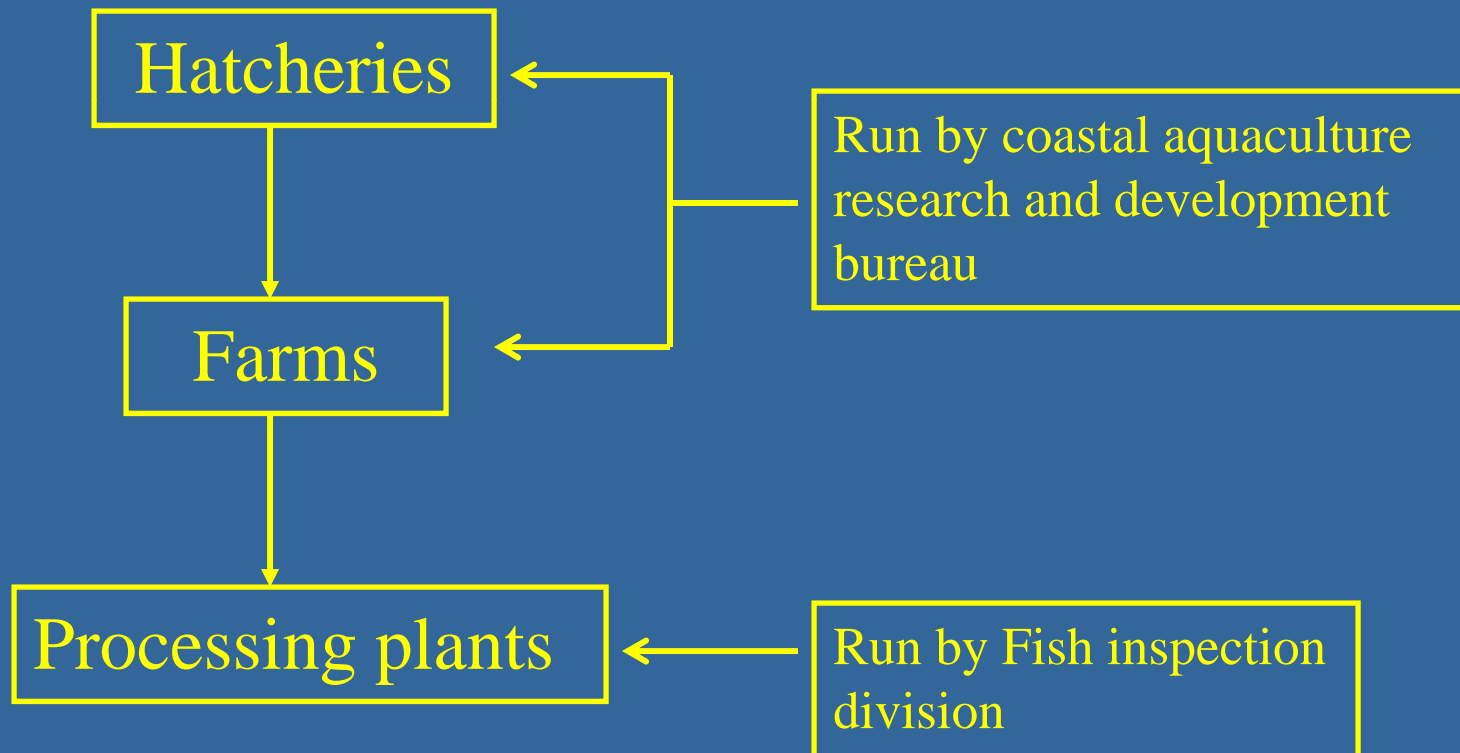 Hatcheries
Run by coastal aquaculture
research and development
bureau
Farms
Processing plants
Run by Fish inspection
division